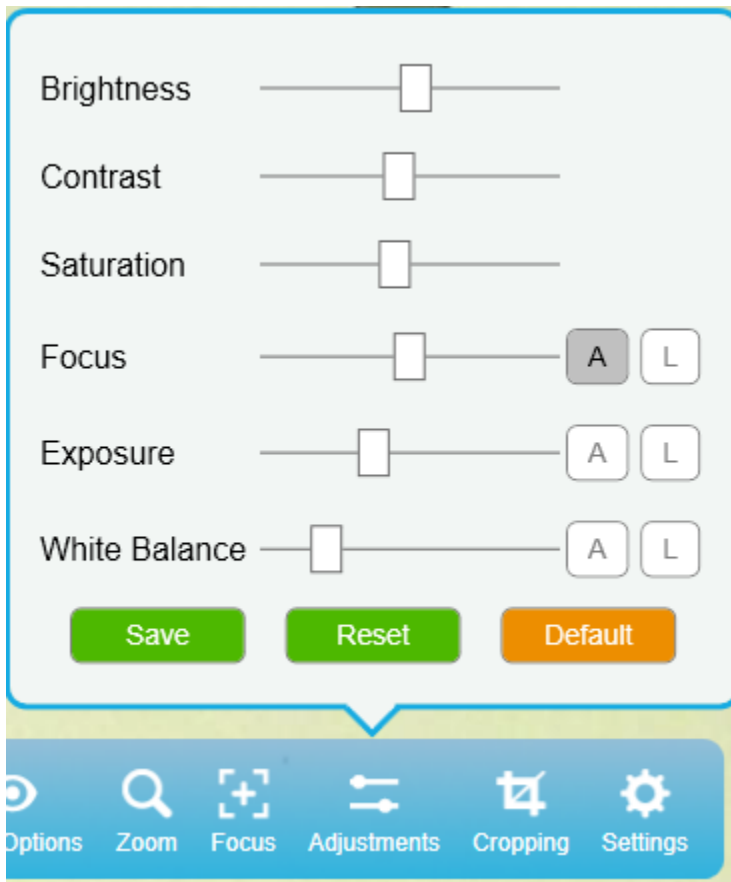 Brightness
Contrast
Saturation
Focus A L
Exposure A L
White Balance A L
Save Reset Default
Options Zoom Focus Adjustments Cropping Settings